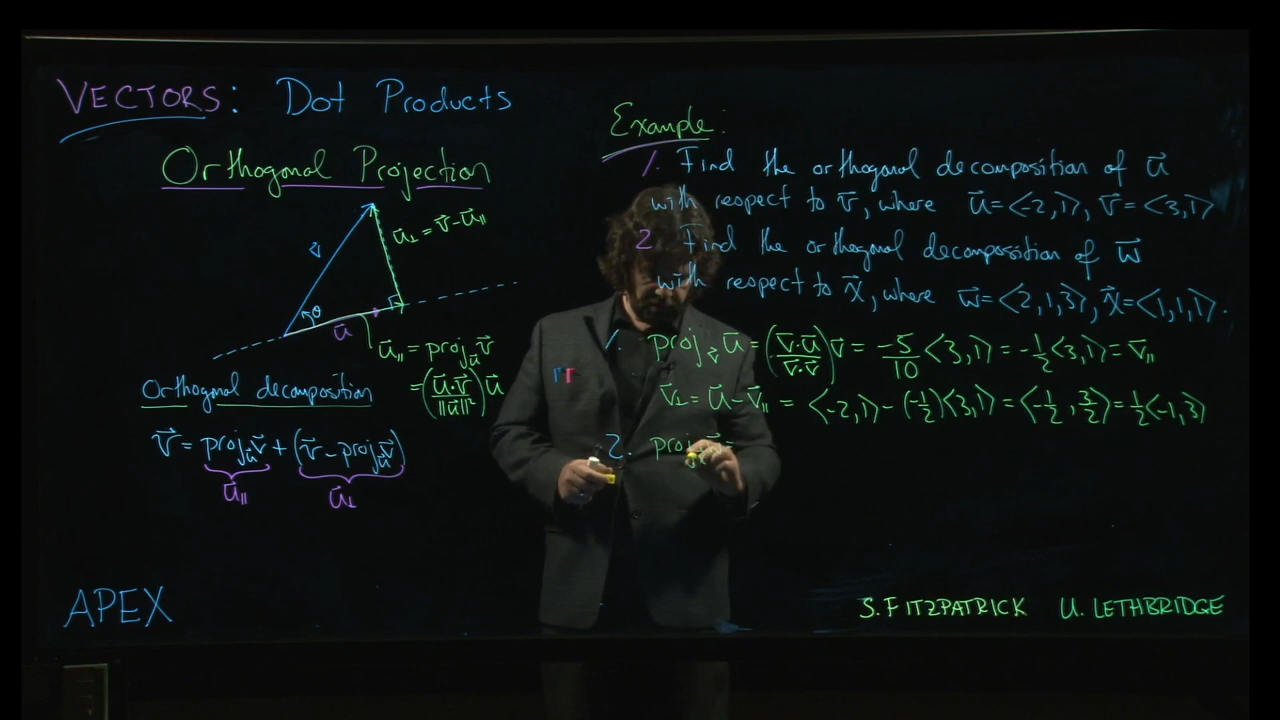 VECTORS: Dot Products
Orthogonal Projection
v⃗
u⃗⊥ = v⃗ - u⃗∥
θ
u⃗
u⃗∥ = proj_u⃗ v⃗
= (u⃗·v⃗ / ‖u⃗‖²) u⃗
Orthogonal decomposition
v⃗ = proj_u⃗ v⃗ + (v⃗ - proj_u⃗ v⃗)
u⃗∥ u⃗⊥
APEX
Example:
1. Find the orthogonal decomposition of u⃗
with respect to v⃗, where u⃗ = <-2,1>, v⃗ = <3,1>
2 Find the orthogonal decomposition of w⃗
with respect to x⃗, where w⃗ = <2,1,3>, x⃗ = <1,1,1>.
1. proj_v⃗ u⃗ = (v⃗·u⃗ / v⃗·v⃗) v⃗ = -5/10 <3,1> = -1/2 <3,1> = v⃗∥
v⃗⊥ = u⃗ - v⃗∥ = <-2,1> - (-1/2)<3,1> = <-1/2, 3/2> = 1/2 <-1,3>
2. proj =
S. FITZPATRICK U. LETHBRIDGE